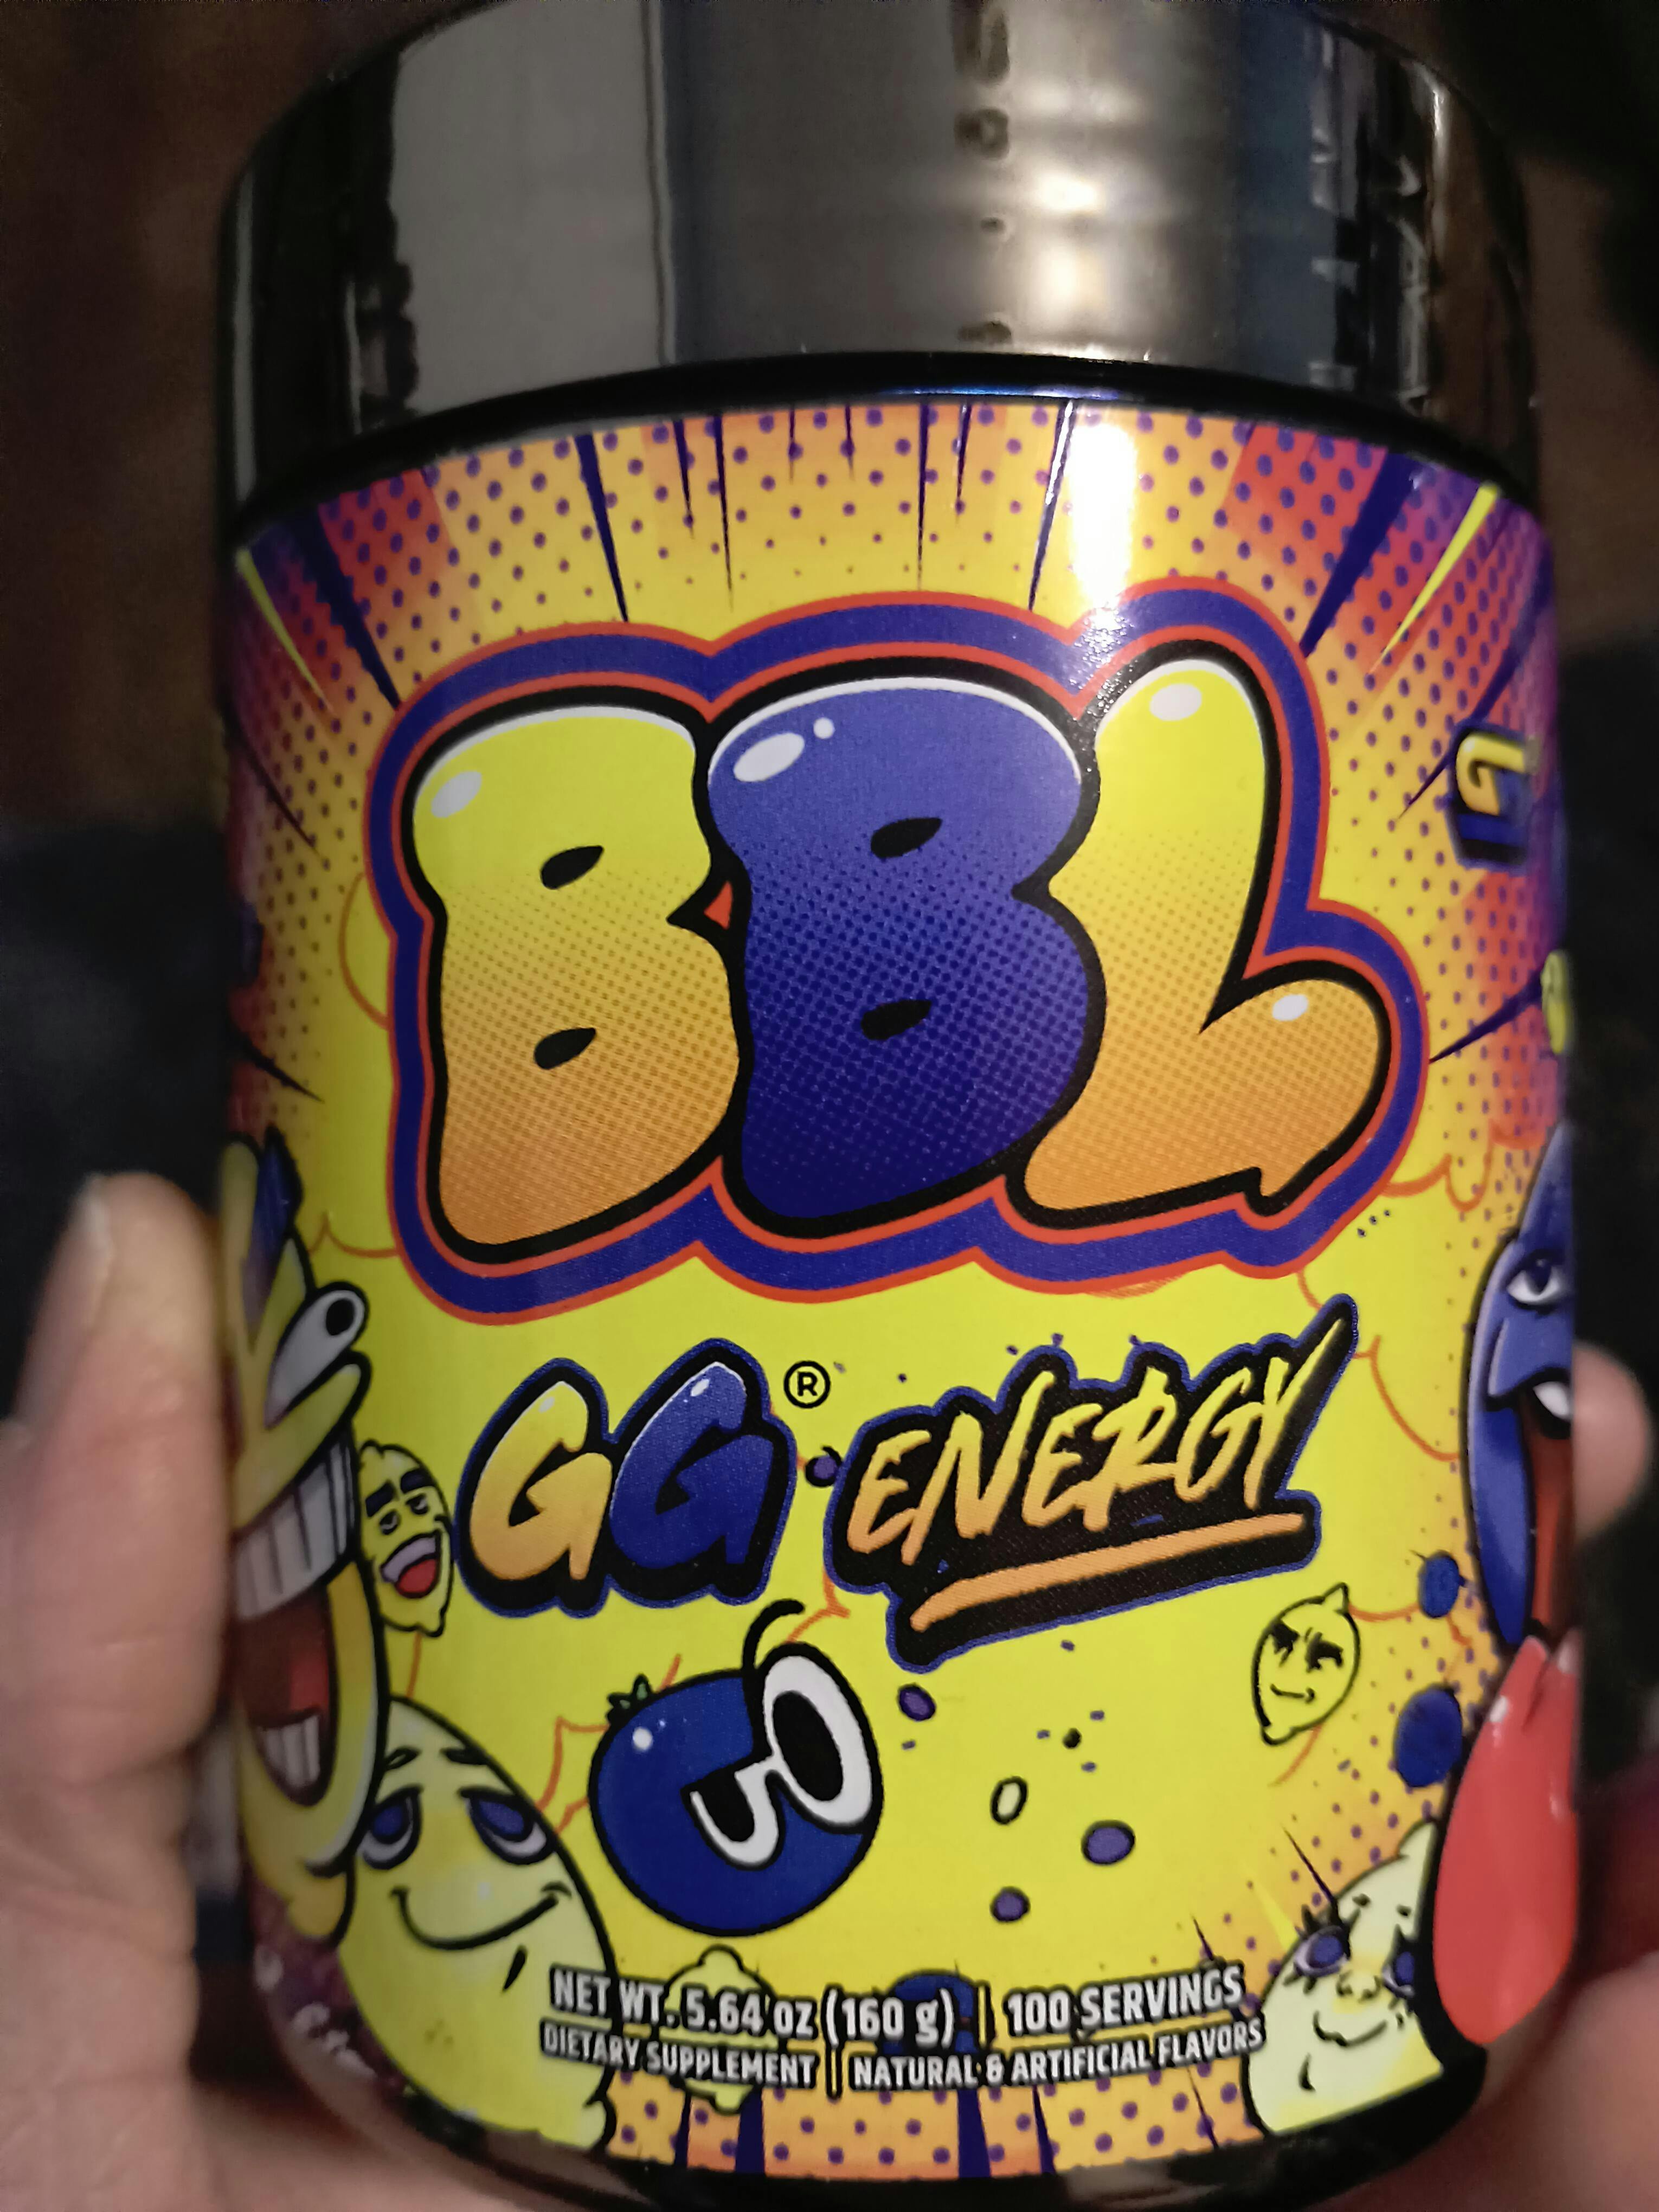 BBL
GG® ENERGY
NET WT. 5.64 oz (160 g) | 100 SERVINGS
DIETARY SUPPLEMENT | NATURAL & ARTIFICIAL FLAVORS